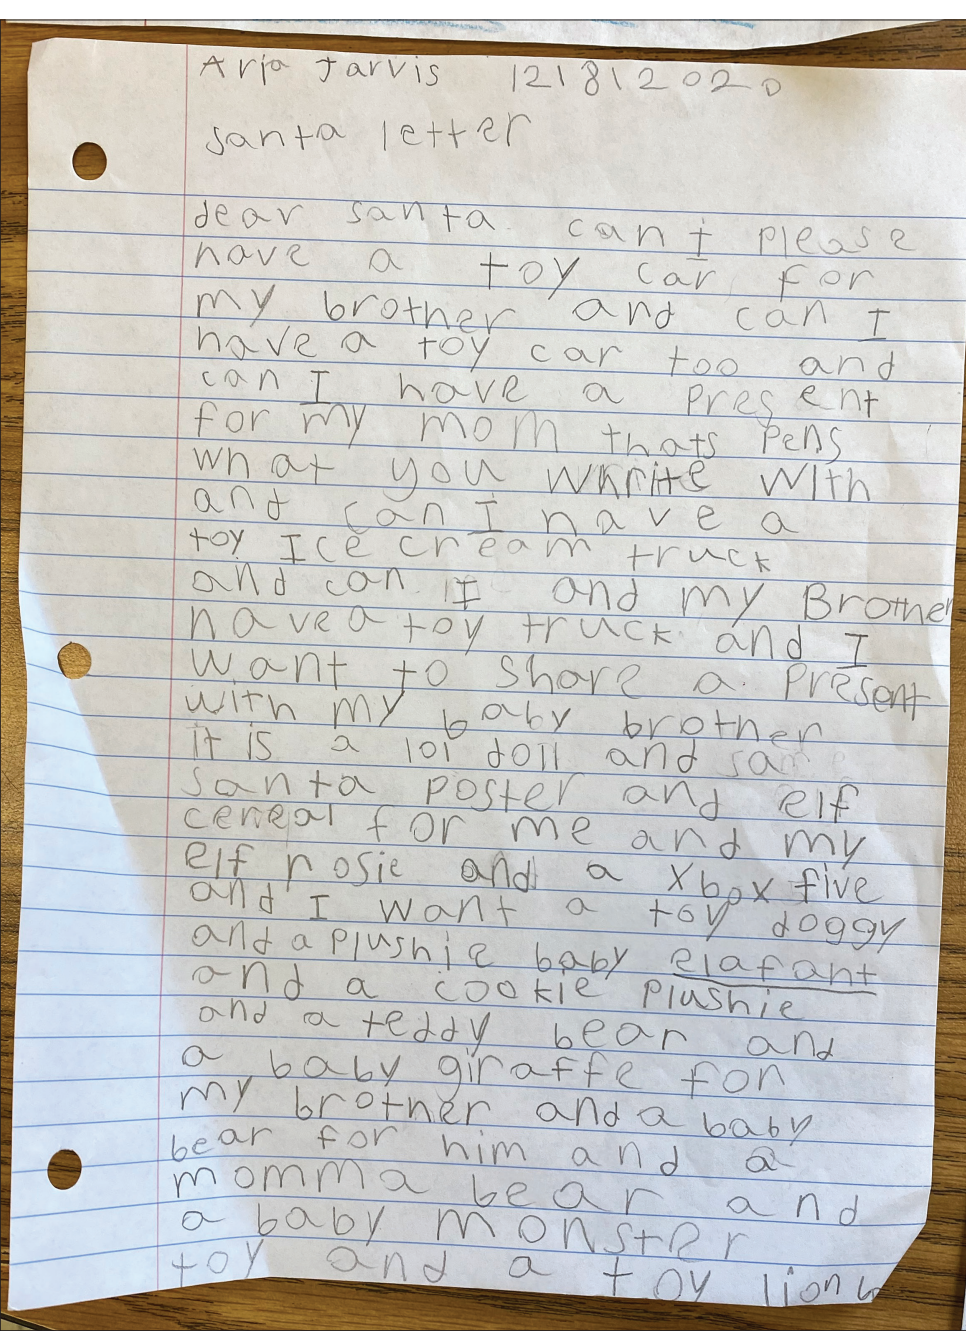 Aria Jarvis 12/8/2020
santa letter
dear santa can I please
have a toy car for
my brother and can I
have a toy car too and
can I have a present
for my mom thats pens
what you whrite with
and can I have a
toy Ice cream truck
and can I and my Brother
have a toy truck and I
want to share a present
with my baby brother
it is a lol doll and same
santa poster and elf
cereal for me and my
elf rosie and a xbox five
and I want a toy doggy
and a plushie baby elafant
and a cookie plushie
and a teddy bear and
a baby giraffe for
my brother and a baby
bear for him and a
momma bear and
a baby monster
toy and a toy lion